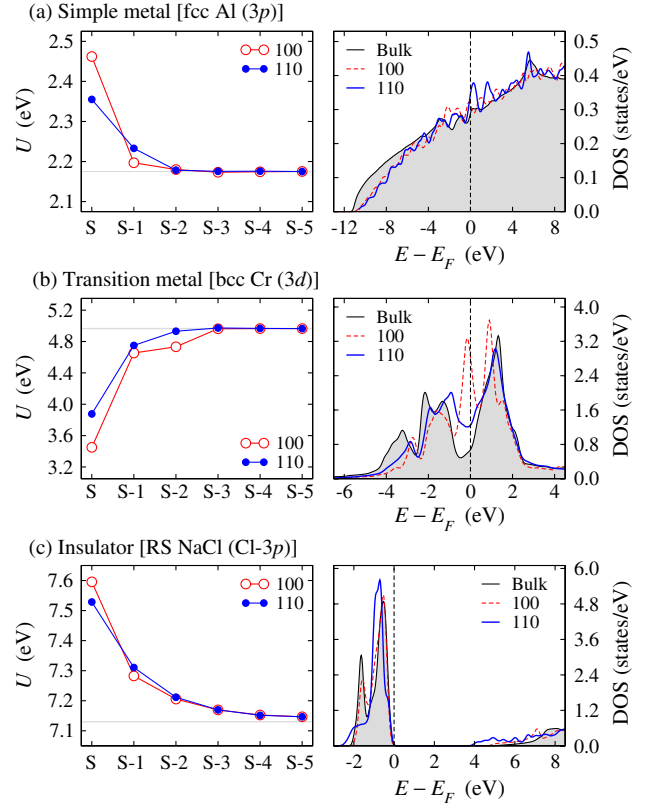 (a) Simple metal [fcc Al (3p)]
2.5
2.4
2.3
2.2
2.1
U (eV)
100
110
S S-1 S-2 S-3 S-4 S-5
Bulk
100
110
0.5
0.4
0.3
0.2
0.1
0.0
DOS (states/eV)
-12 -8 -4 0 4 8
E − E_F (eV)
(b) Transition metal [bcc Cr (3d)]
5.2
4.8
4.4
4.0
3.6
3.2
U (eV)
100
110
S S-1 S-2 S-3 S-4 S-5
Bulk
100
110
4.0
3.2
2.4
1.6
0.8
0.0
DOS (states/eV)
-6 -4 -2 0 2 4
E − E_F (eV)
(c) Insulator [RS NaCl (Cl-3p)]
7.6
7.5
7.4
7.3
7.2
7.1
U (eV)
100
110
S S-1 S-2 S-3 S-4 S-5
Bulk
100
110
6.0
4.8
3.6
2.4
1.2
0.0
DOS (states/eV)
-2 0 2 4 6 8
E − E_F (eV)